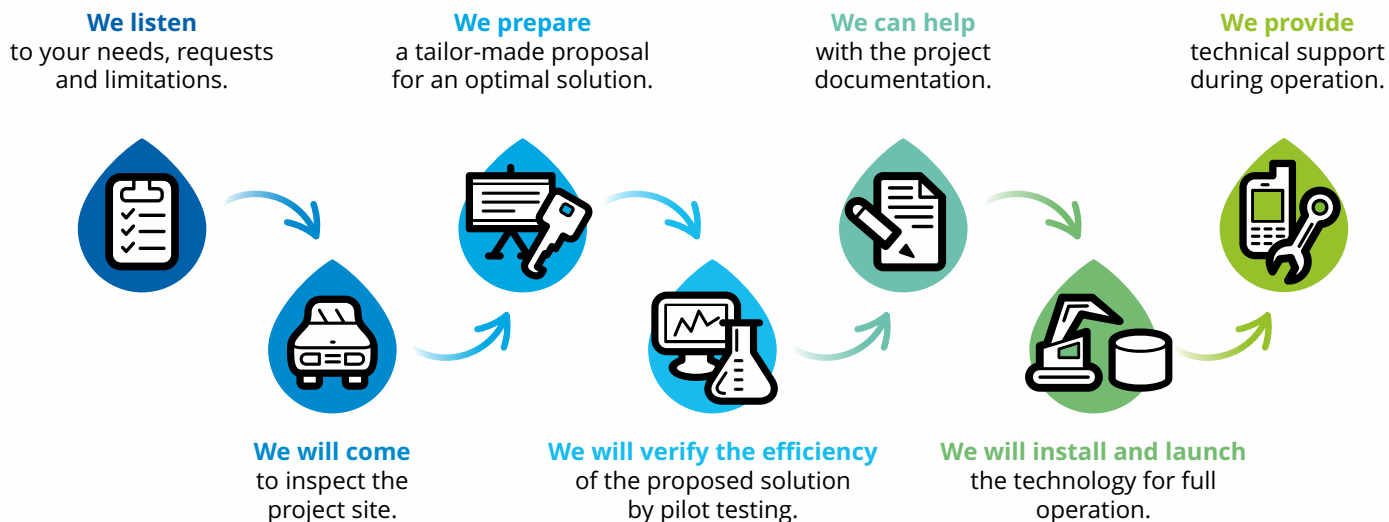 We listen
to your needs, requests
and limitations.
We will come
to inspect the
project site.
We prepare
a tailor-made proposal
for an optimal solution.
We will verify the efficiency
of the proposed solution
by pilot testing.
We can help
with the project
documentation.
We will install and launch
the technology for full
operation.
We provide
technical support
during operation.